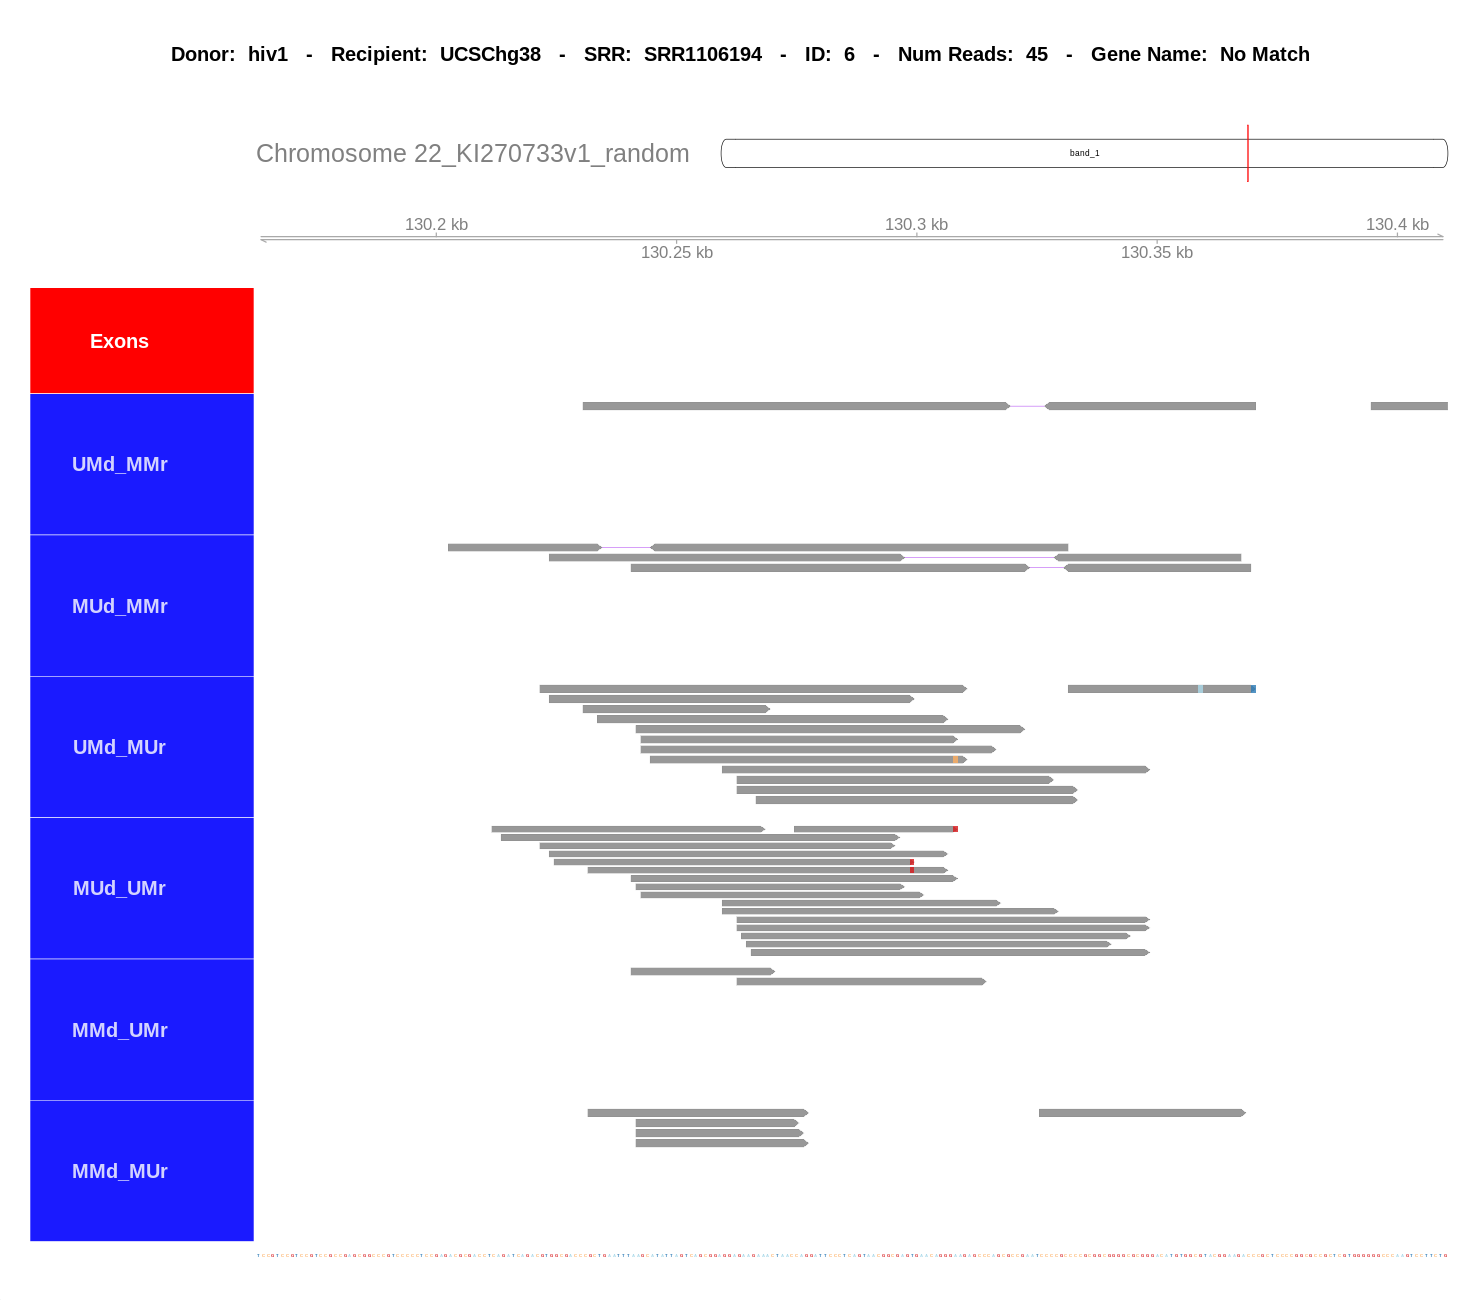 Donor: hiv1 - Recipient: UCSChg38 - SRR: SRR1106194 - ID: 6 - Num Reads: 45 - Gene Name: No Match
Chromosome 22_KI270733v1_random
band_1
130.2 kb
130.3 kb
130.4 kb
130.25 kb
130.35 kb
Exons
UMd_MMr
MUd_MMr
UMd_MUr
MUd_UMr
MMd_UMr
MMd_MUr